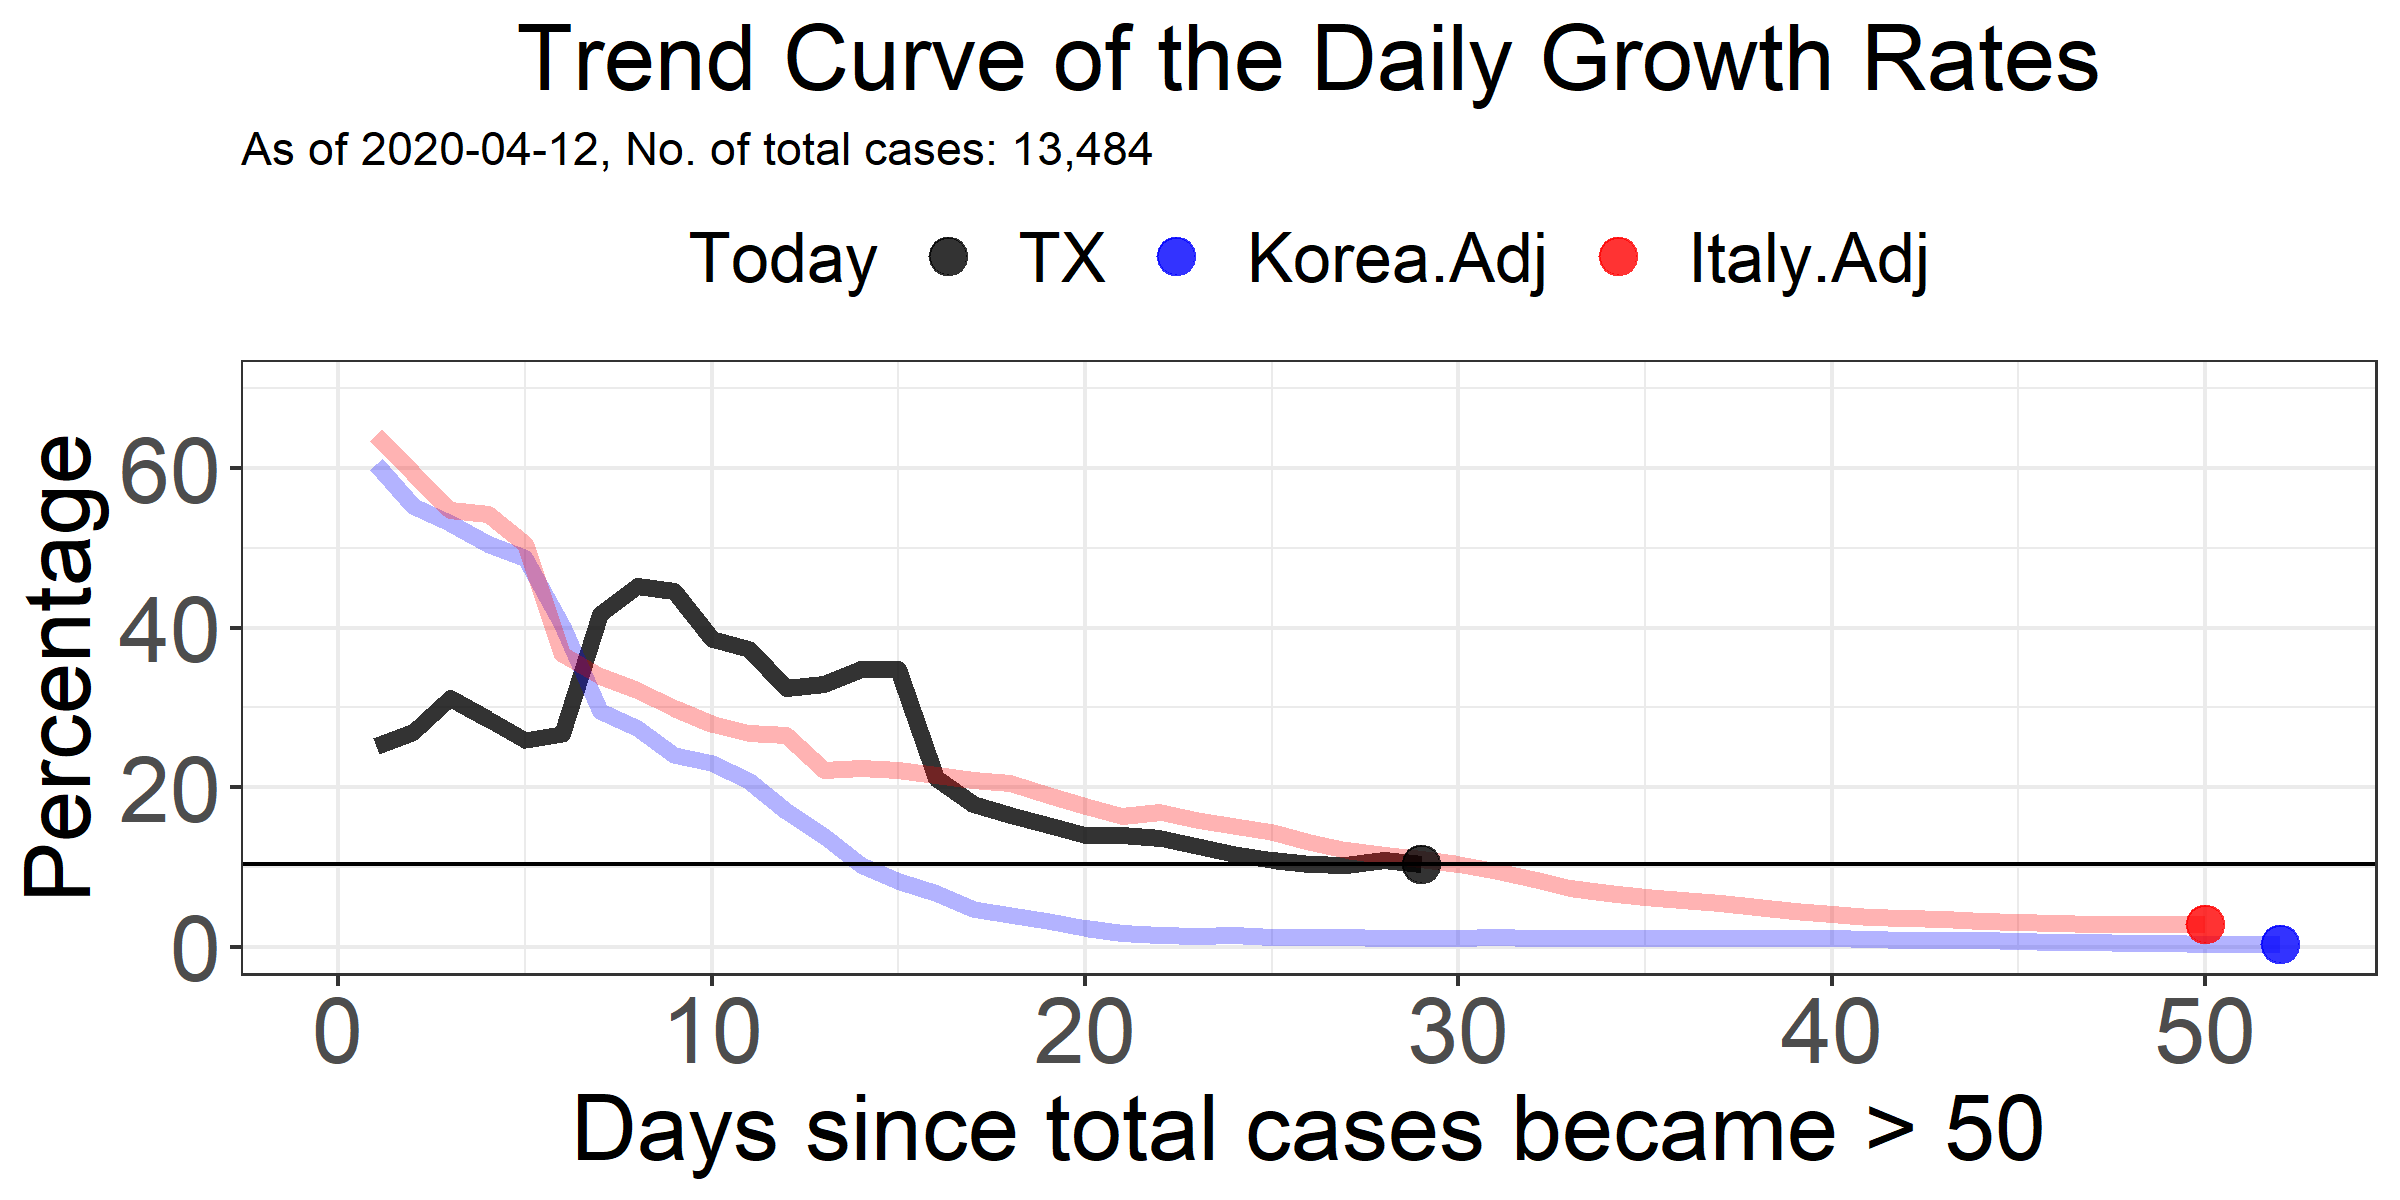 Trend Curve of the Daily Growth Rates
As of 2020-04-12, No. of total cases: 13,484
Today TX Korea.Adj Italy.Adj
Percentage
60
40
20
0
0 10 20 30 40 50
Days since total cases became > 50